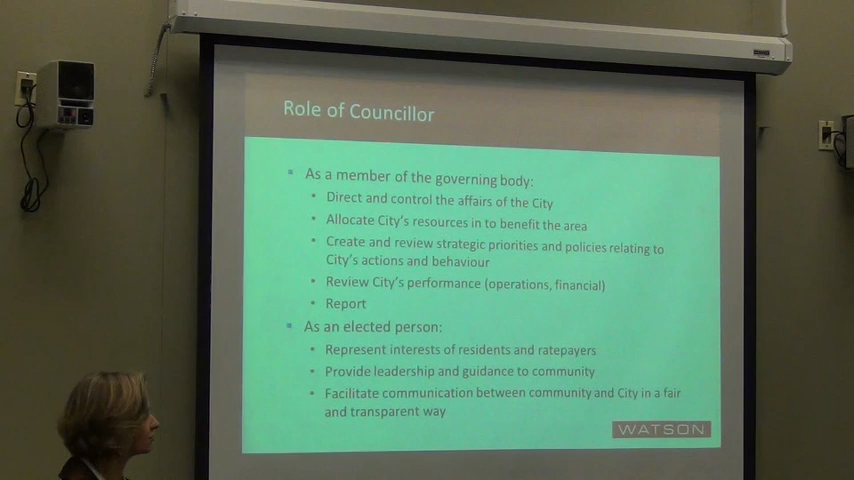 Role of Councillor
▪ As a member of the governing body:
• Direct and control the affairs of the City
• Allocate City's resources in to benefit the area
• Create and review strategic priorities and policies relating to
City's actions and behaviour
• Review City's performance (operations, financial)
• Report
▪ As an elected person:
• Represent interests of residents and ratepayers
• Provide leadership and guidance to community
• Facilitate communication between community and City in a fair
and transparent way
WATSON